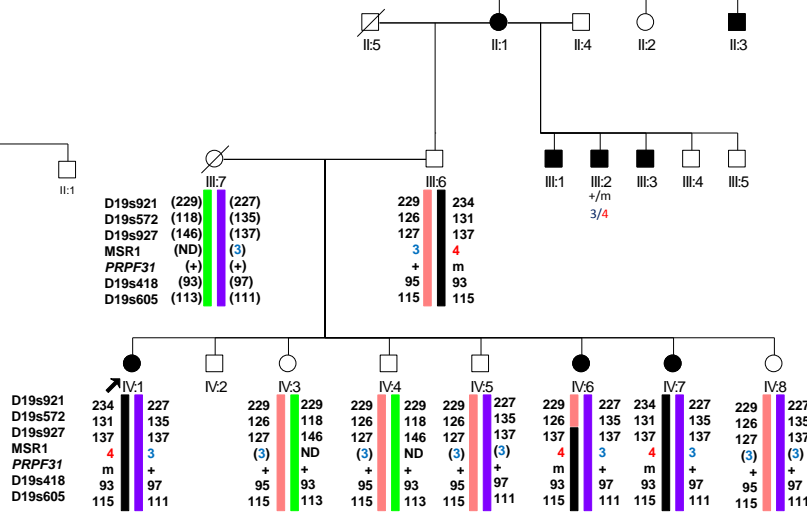 II:5 II:1 II:4 II:2 II:3
II:1
III:7 III:6 III:1 III:2 III:3 III:4 III:5
+/m
3/4
D19s921 (229) (227) 229 234
D19s572 (118) (135) 126 131
D19s927 (146) (137) 127 137
MSR1 (ND) (3) 3 4
PRPF31 (+) (+) + m
D19s418 (93) (97) 95 93
D19s605 (113) (111) 115 115
IV:1 IV:2 IV:3 IV:4 IV:5 IV:6 IV:7 IV:8
D19s921 234 227 229 229 229 229 229 227 229 227 234 227 229 227
D19s572 131 135 126 118 126 118 126 135 126 135 131 135 126 135
D19s927 137 137 127 146 127 146 127 137 137 137 137 137 127 137
MSR1 4 3 (3) ND (3) ND (3) (3) 4 3 4 3 (3) (3)
PRPF31 m + + + + + + + m + m + + +
D19s418 93 97 95 93 95 93 95 97 93 97 93 97 95 97
D19s605 115 111 115 113 115 113 115 111 115 111 115 111 115 111